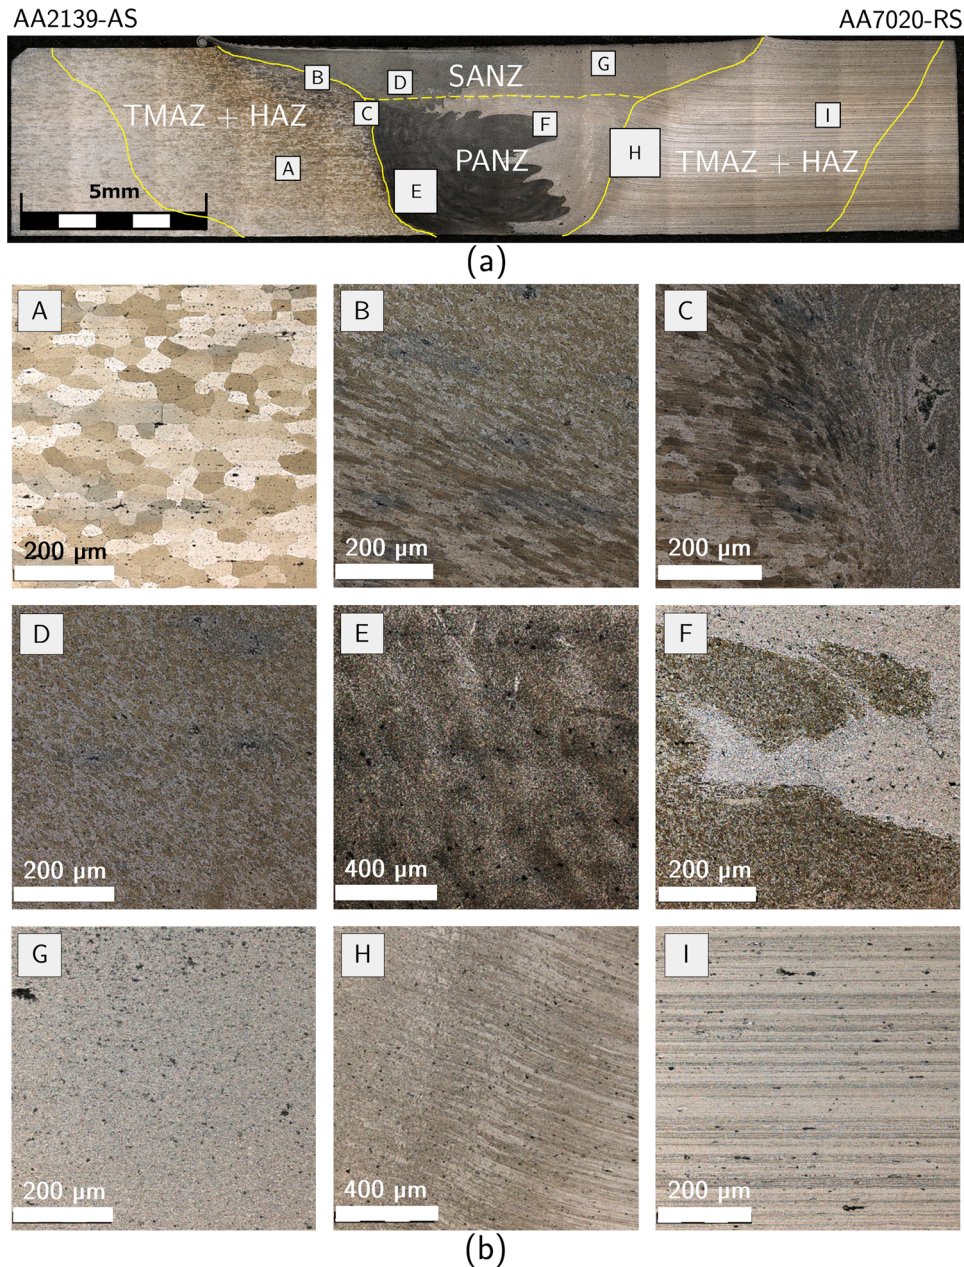 AA2139-AS
AA7020-RS
B
D
SANZ
G
TMAZ + HAZ
C
F
I
A
PANZ
H
TMAZ + HAZ
E
5mm
(a)
A
200 µm
B
200 µm
C
200 µm
D
200 µm
E
400 µm
F
200 µm
G
200 µm
H
400 µm
I
200 µm
(b)